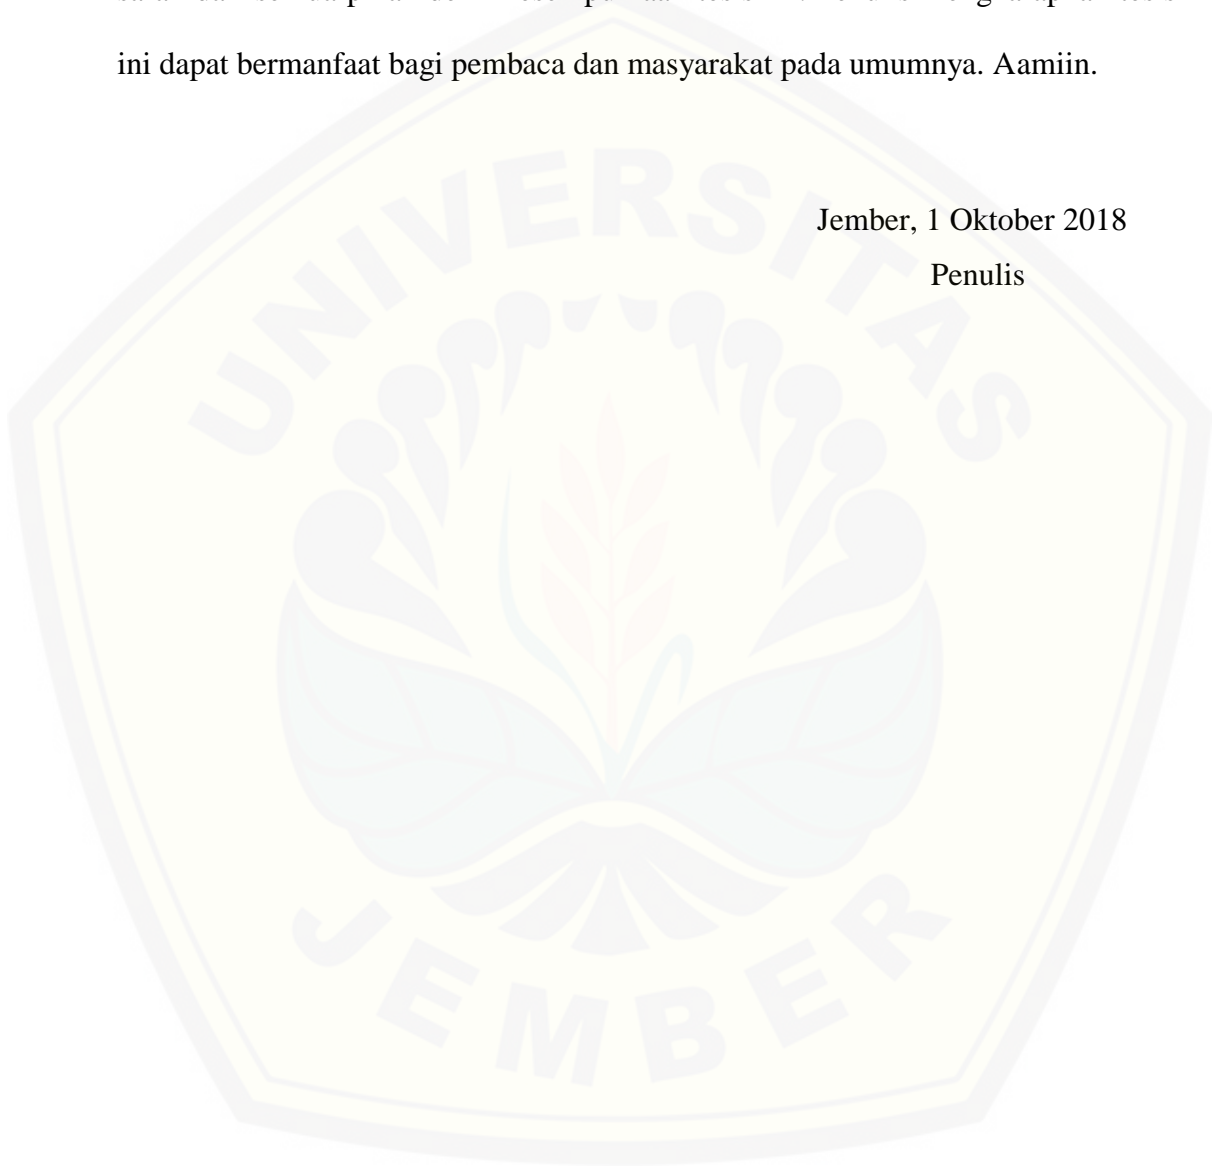 ini dapat bermanfaat bagi pembaca dan masyarakat pada umumnya. Aamiin.
Jember, 1 Oktober 2018
Penulis
UNIVERSITAS
JEMBER